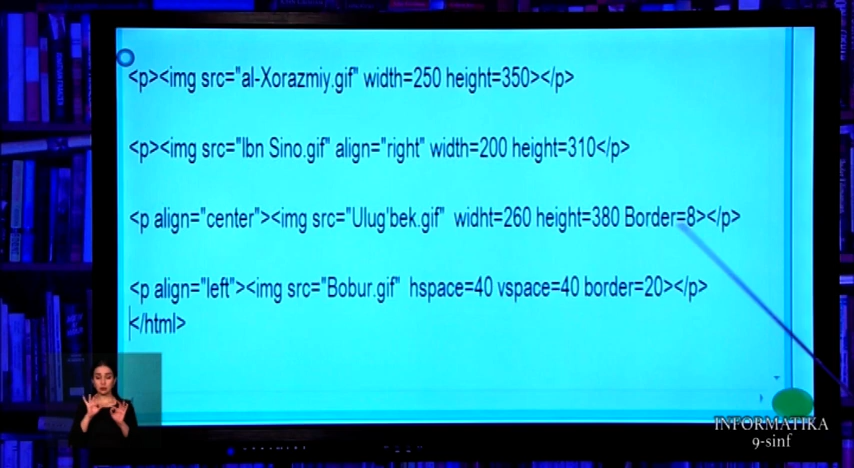 <p><img src="al-Xorazmiy.gif" width=250 height=350></p>
<p><img src="Ibn Sino.gif" align="right" width=200 height=310</p>
<p align="center"><img src="Ulug'bek.gif" widht=260 height=380 Border=8></p>
<p align="left"><img src="Bobur.gif" hspace=40 vspace=40 border=20></p>
</html>
INFORMATIKA
9-sinf